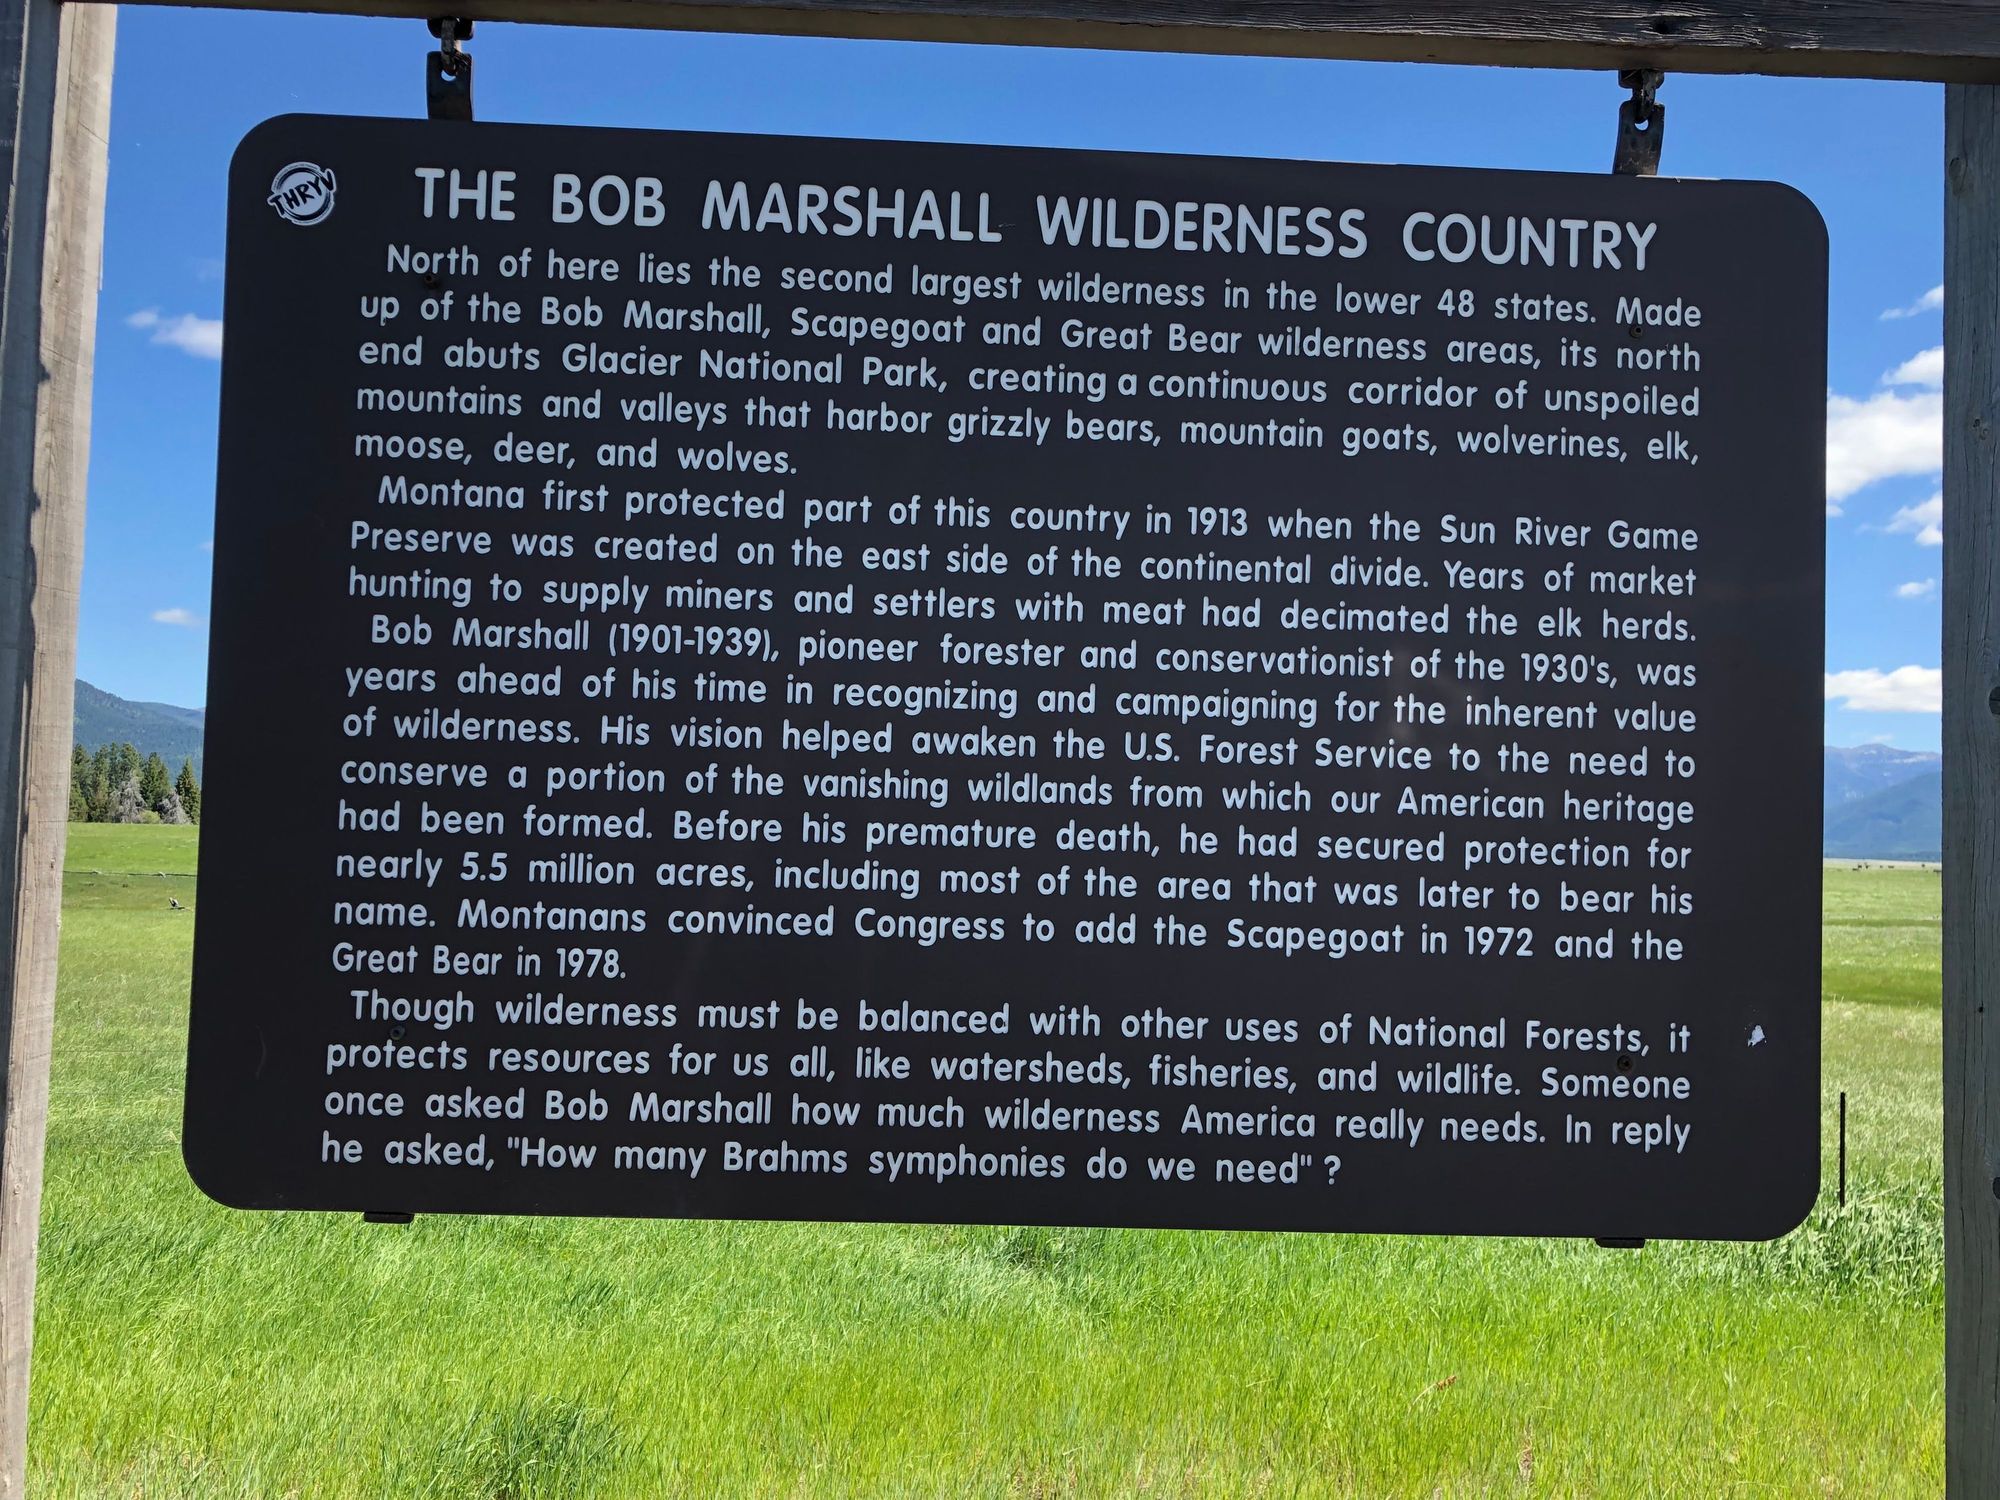 THRYV
THE BOB MARSHALL WILDERNESS COUNTRY
North of here lies the second largest wilderness in the lower 48 states. Made
up of the Bob Marshall, Scapegoat and Great Bear wilderness areas, its north
end abuts Glacier National Park, creating a continuous corridor of unspoiled
mountains and valleys that harbor grizzly bears, mountain goats, wolverines, elk,
moose, deer, and wolves.
Montana first protected part of this country in 1913 when the Sun River Game
Preserve was created on the east side of the continental divide. Years of market
hunting to supply miners and settlers with meat had decimated the elk herds.
Bob Marshall (1901-1939), pioneer forester and conservationist of the 1930's, was
years ahead of his time in recognizing and campaigning for the inherent value
of wilderness. His vision helped awaken the U.S. Forest Service to the need to
conserve a portion of the vanishing wildlands from which our American heritage
had been formed. Before his premature death, he had secured protection for
nearly 5.5 million acres, including most of the area that was later to bear his
name. Montanans convinced Congress to add the Scapegoat in 1972 and the
Great Bear in 1978.
Though wilderness must be balanced with other uses of National Forests, it
protects resources for us all, like watersheds, fisheries, and wildlife. Someone
once asked Bob Marshall how much wilderness America really needs. In reply
he asked, "How many Brahms symphonies do we need" ?